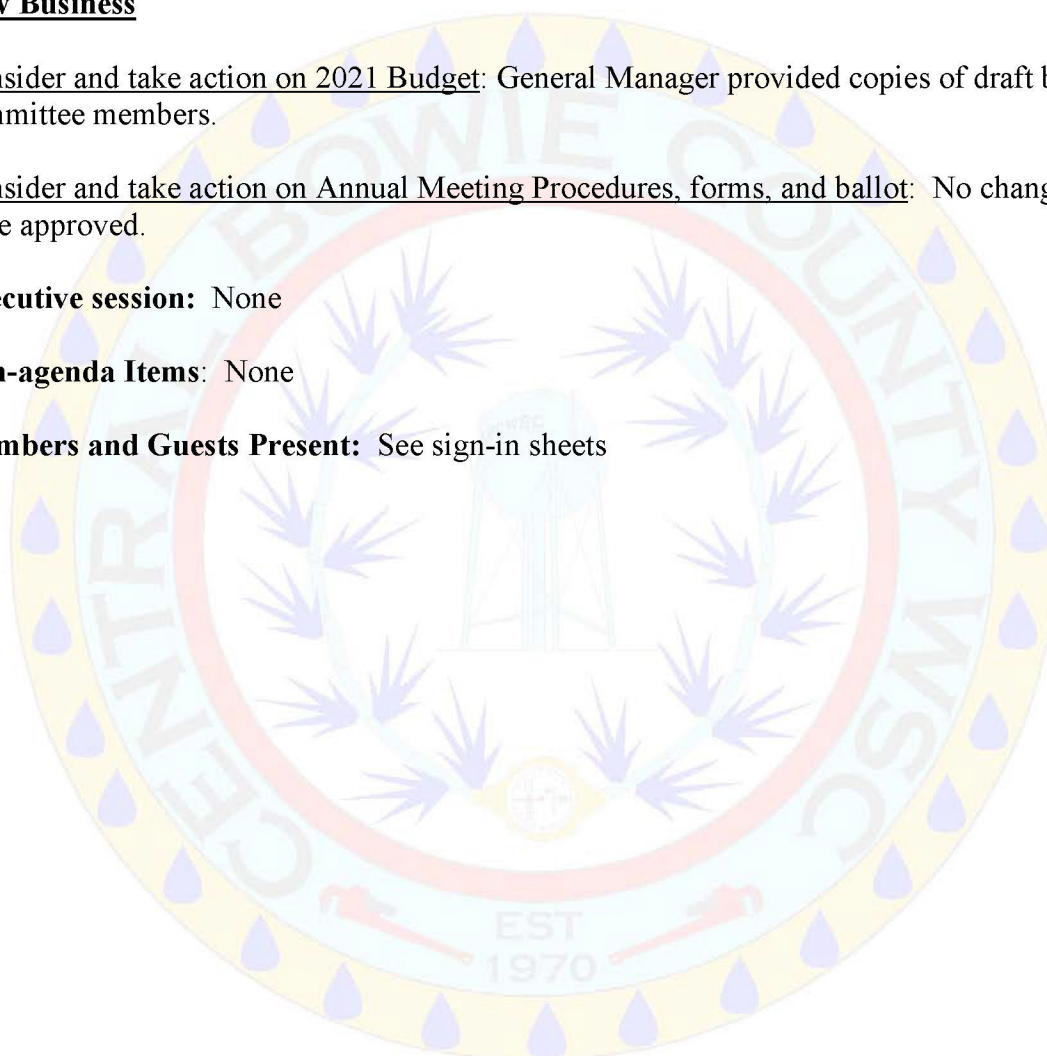 w Business
nsider and take action on 2021 Budget: General Manager provided copies of draft b
mmittee members.
nsider and take action on Annual Meeting Procedures, forms, and ballot: No chang
e approved.
ecutive session: None
n-agenda Items: None
mbers and Guests Present: See sign-in sheets
CENTRAL BOWIE COUNTY WSC
EST
1970